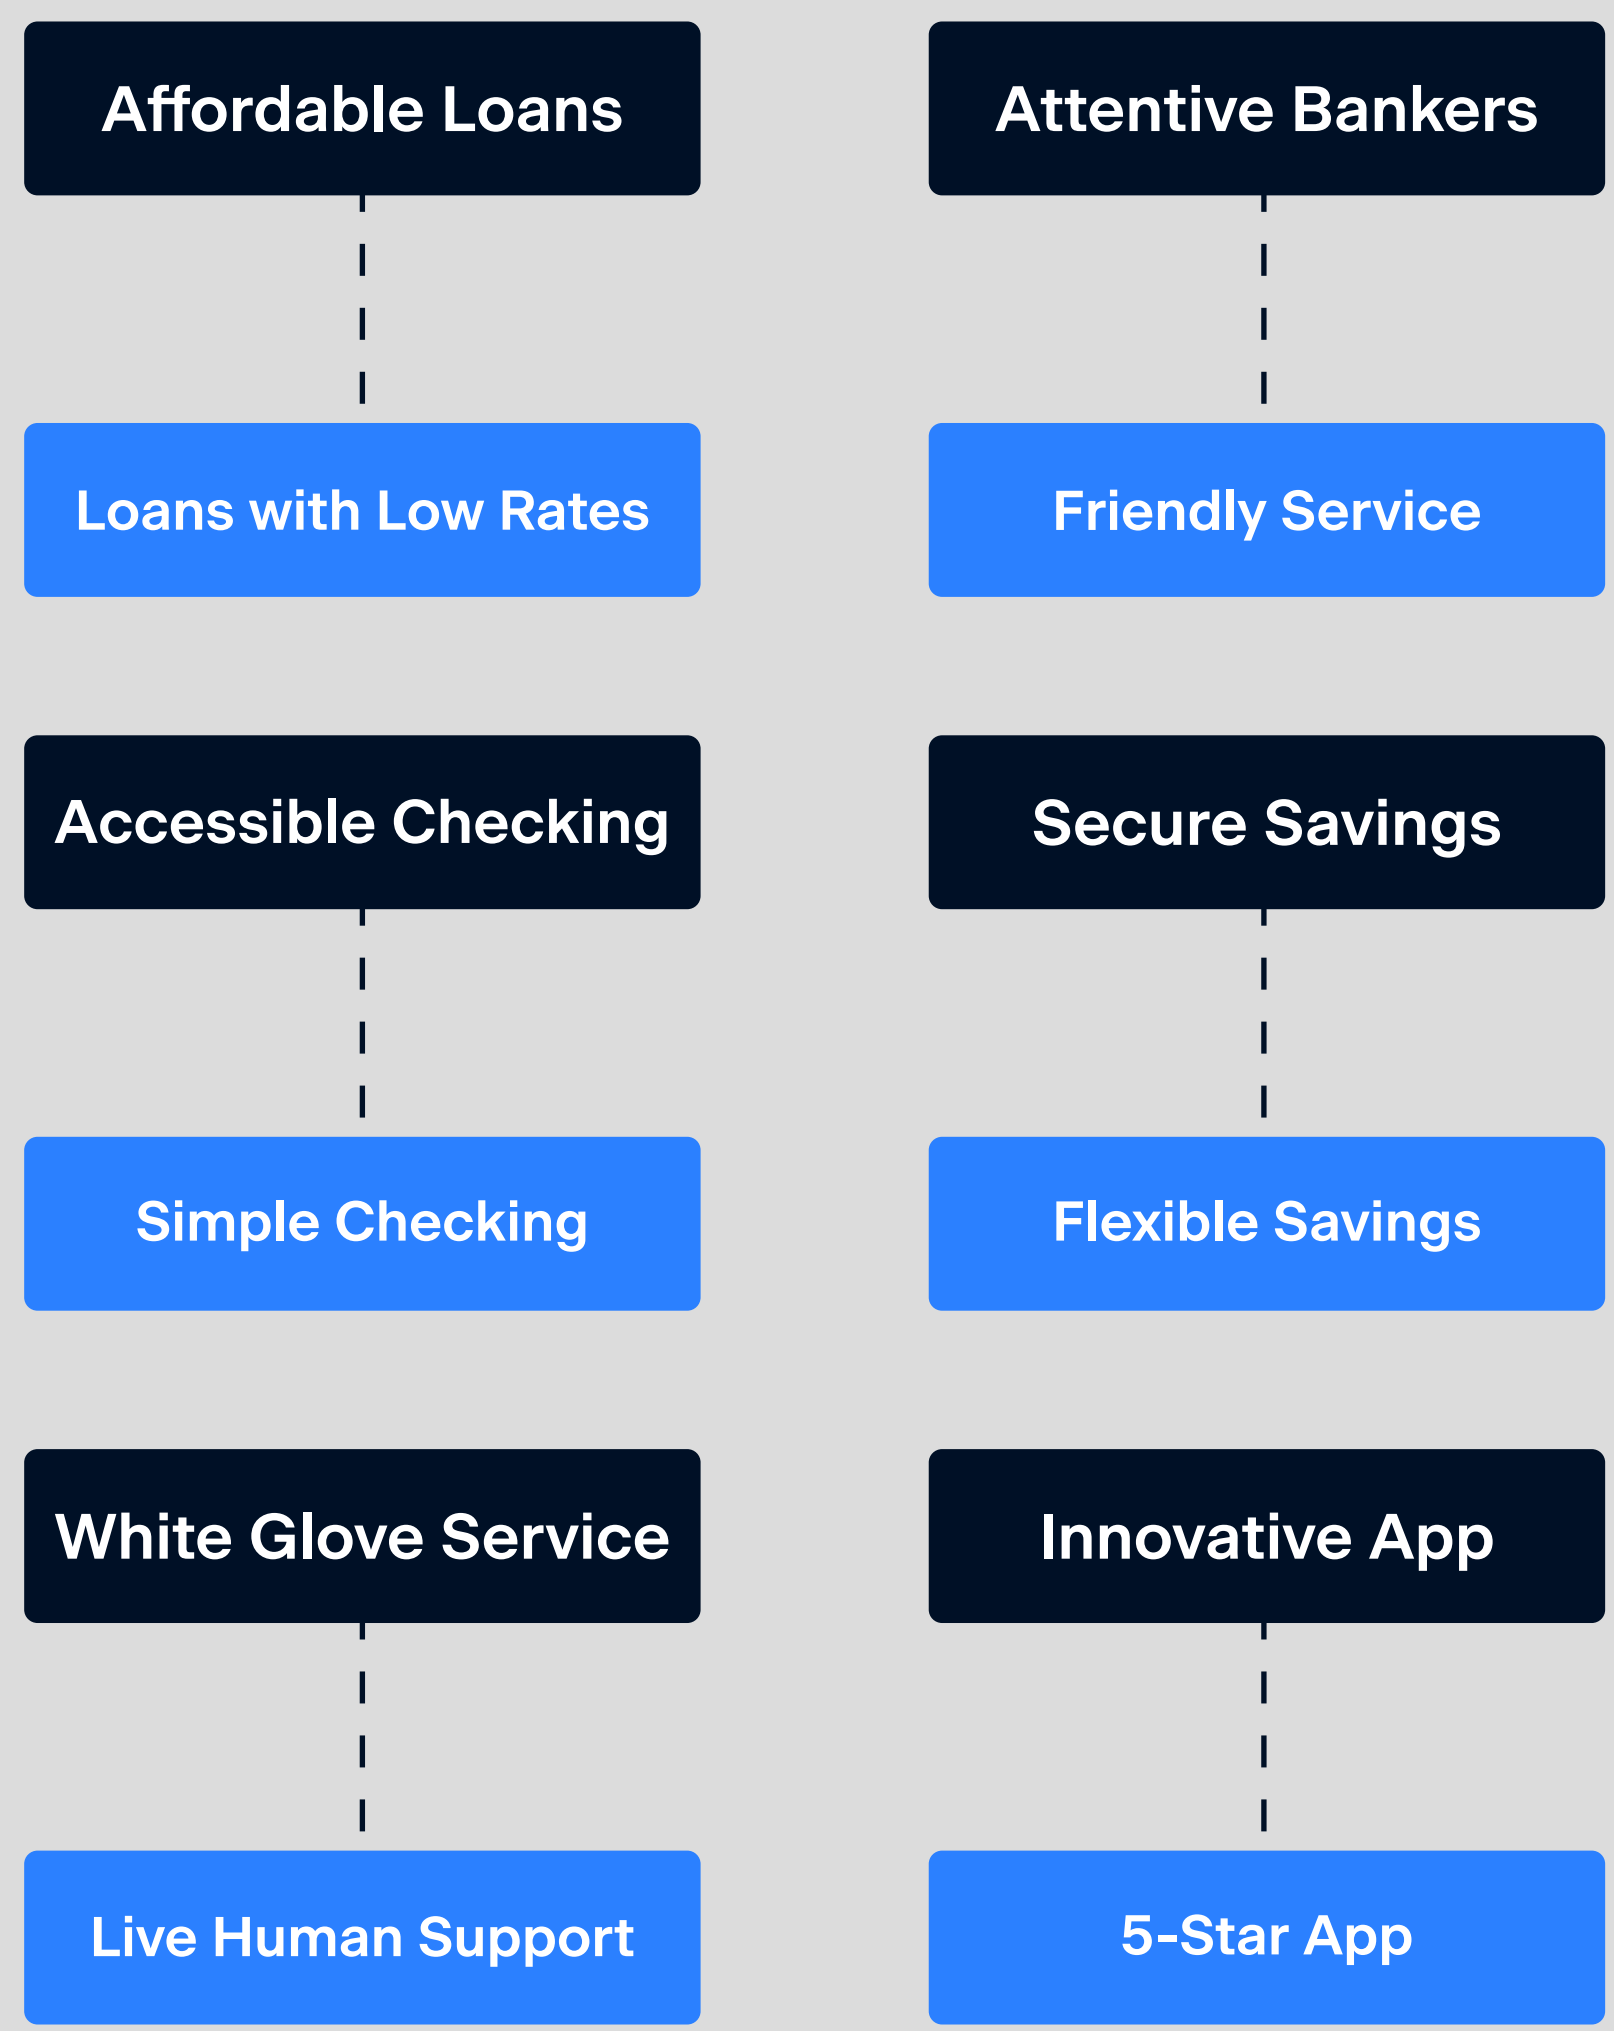 Affordable Loans
Attentive Bankers
Loans with Low Rates
Friendly Service
Accessible Checking
Secure Savings
Simple Checking
Flexible Savings
White Glove Service
Innovative App
Live Human Support
5-Star App